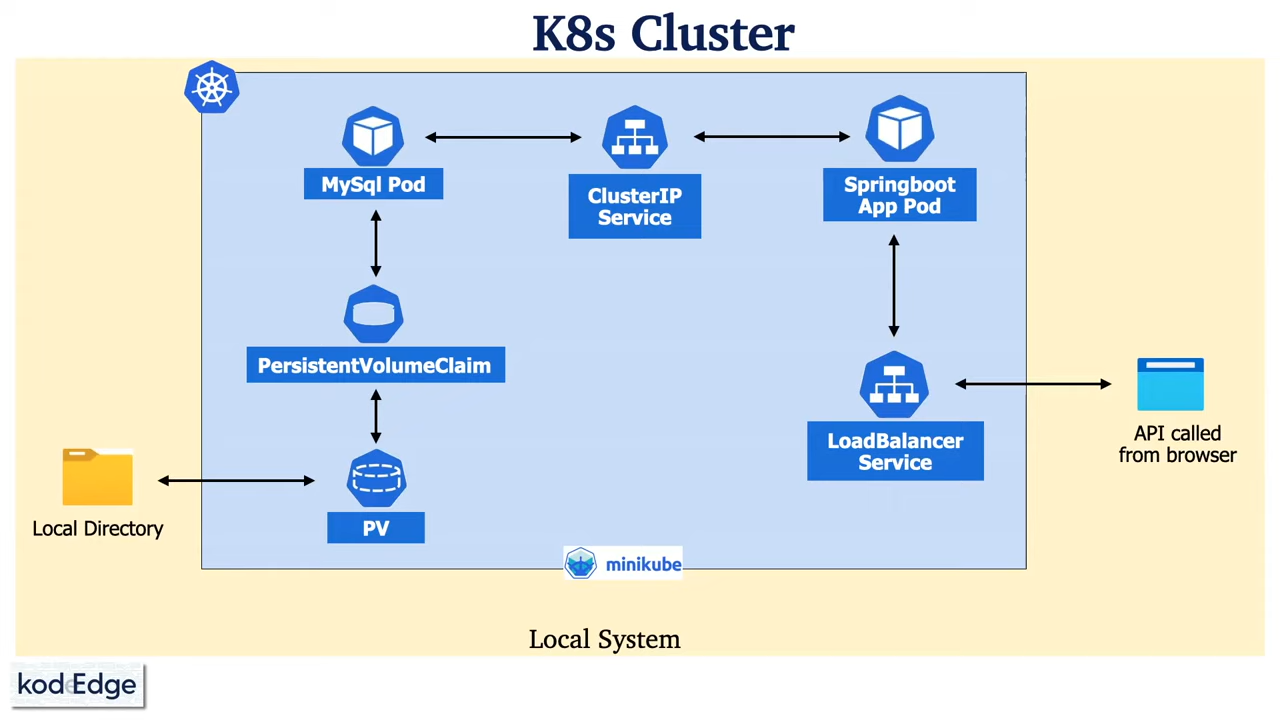 K8s Cluster
MySql Pod
ClusterIP
Service
Springboot
App Pod
PersistentVolumeClaim
LoadBalancer
Service
API called
from browser
Local Directory
PV
minikube
Local System
kodeEdge